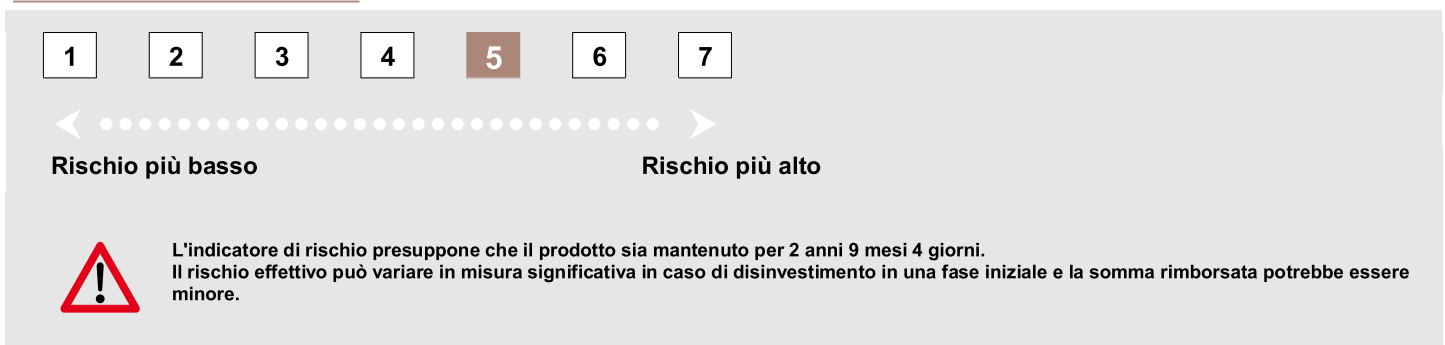 1 2 3 4 5 6 7
Rischio più basso Rischio più alto
L'indicatore di rischio presuppone che il prodotto sia mantenuto per 2 anni 9 mesi 4 giorni.
Il rischio effettivo può variare in misura significativa in caso di disinvestimento in una fase iniziale e la somma rimborsata potrebbe essere
minore.